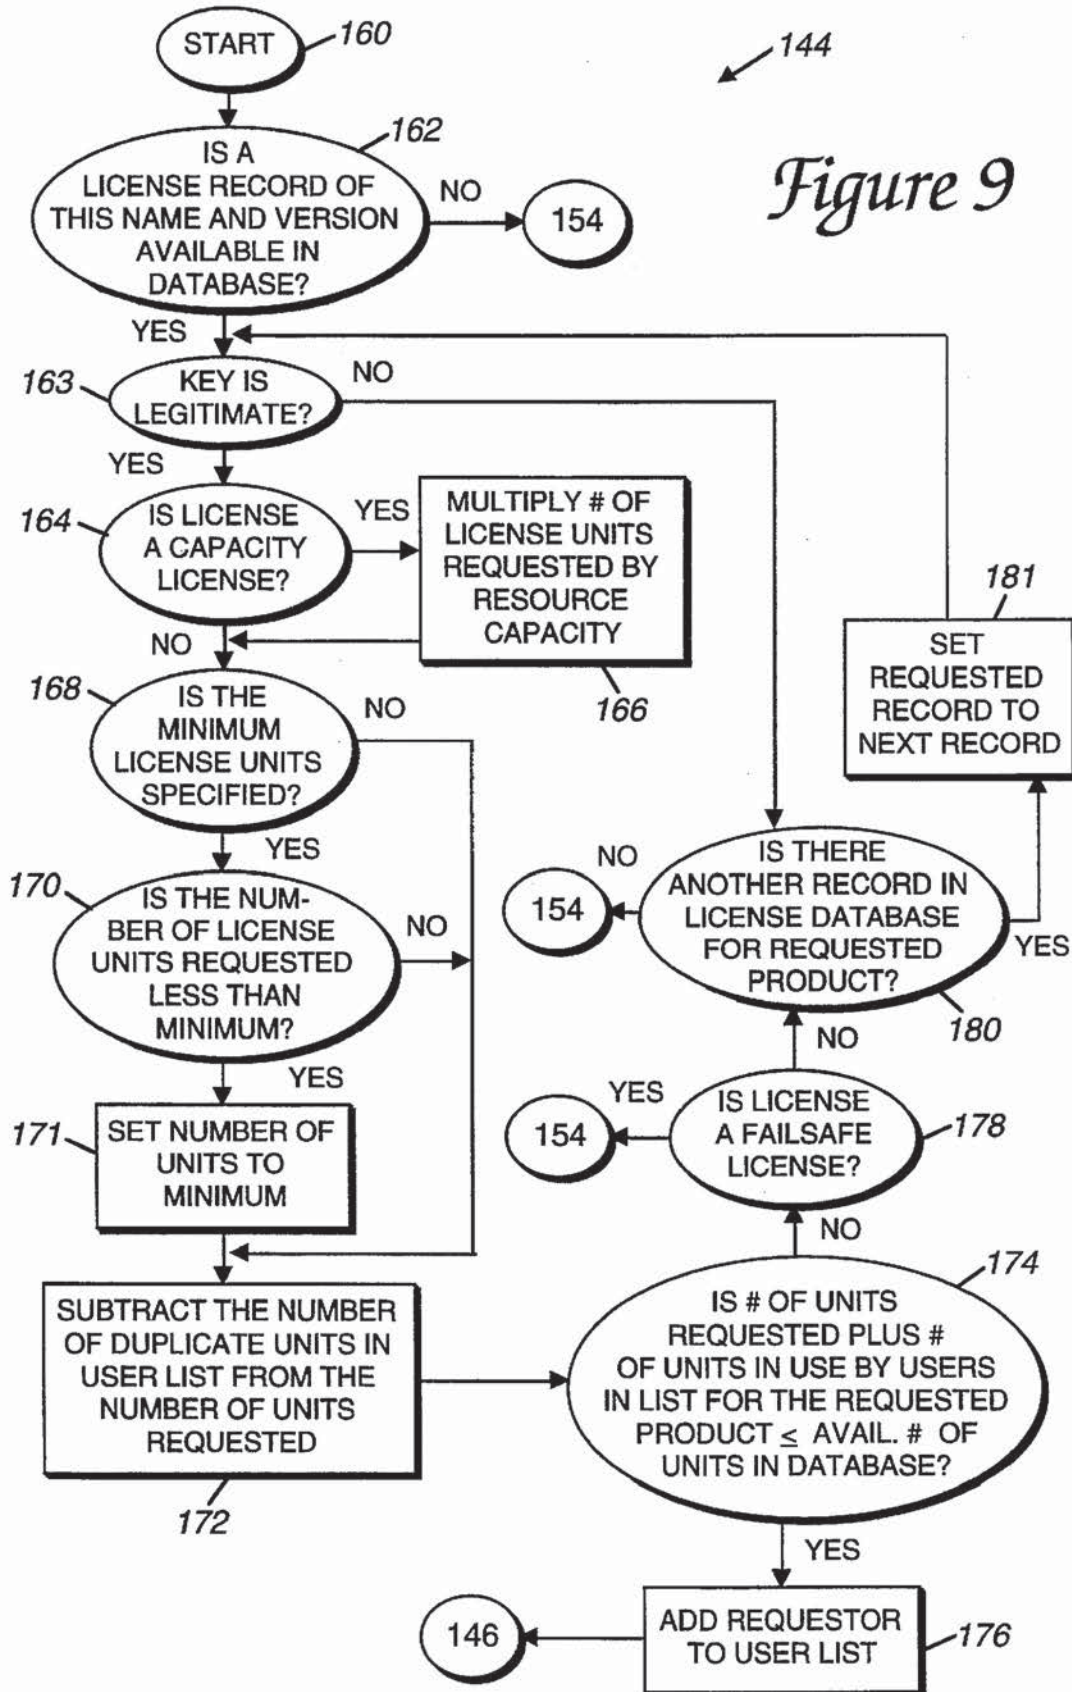 START
160
144
Figure 9
162
IS A
LICENSE RECORD OF
THIS NAME AND VERSION
AVAILABLE IN
DATABASE?
NO
154
YES
163
KEY IS
LEGITIMATE?
NO
YES
164
IS LICENSE
A CAPACITY
LICENSE?
YES
MULTIPLY # OF
LICENSE UNITS
REQUESTED BY
RESOURCE
CAPACITY
166
NO
181
SET
REQUESTED
RECORD TO
NEXT RECORD
168
IS THE
MINIMUM
LICENSE UNITS
SPECIFIED?
NO
YES
170
IS THE NUM-
BER OF LICENSE
UNITS REQUESTED
LESS THAN
MINIMUM?
NO
YES
NO
154
IS THERE
ANOTHER RECORD IN
LICENSE DATABASE
FOR REQUESTED
PRODUCT?
YES
180
NO
171
SET NUMBER OF
UNITS TO
MINIMUM
YES
154
IS LICENSE
A FAILSAFE
LICENSE?
178
NO
SUBTRACT THE NUMBER
OF DUPLICATE UNITS IN
USER LIST FROM THE
NUMBER OF UNITS
REQUESTED
172
174
IS # OF UNITS
REQUESTED PLUS #
OF UNITS IN USE BY USERS
IN LIST FOR THE REQUESTED
PRODUCT ≤ AVAIL. # OF
UNITS IN DATABASE?
YES
146
ADD REQUESTOR
TO USER LIST
176